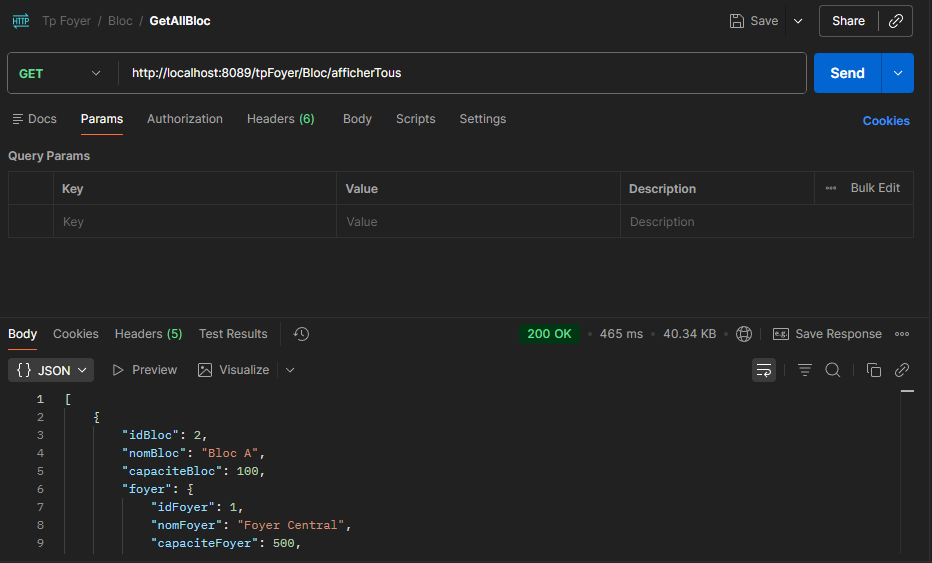 HTTP Tp Foyer / Bloc / GetAllBloc Save Share
GET http://localhost:8089/tpFoyer/Bloc/afficherTous Send
Docs Params Authorization Headers (6) Body Scripts Settings Cookies
Query Params
Key Value Description Bulk Edit
Key Value Description
Body Cookies Headers (5) Test Results 200 OK • 465 ms • 40.34 KB • e.g. Save Response
{} JSON Preview Visualize
1 [
2 {
3 "idBloc": 2,
4 "nomBloc": "Bloc A",
5 "capaciteBloc": 100,
6 "foyer": {
7 "idFoyer": 1,
8 "nomFoyer": "Foyer Central",
9 "capaciteFoyer": 500,